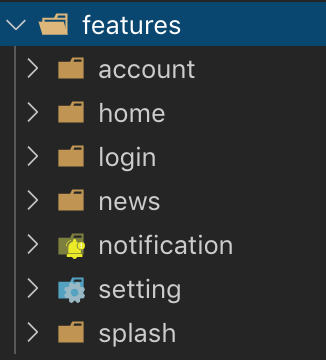 features
account
home
login
news
notification
setting
splash